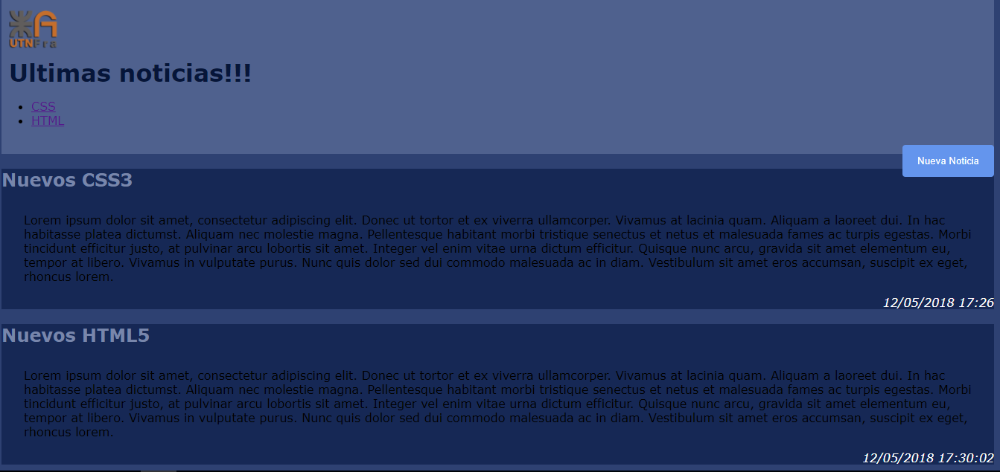 UTNFra
Ultimas noticias!!!
CSS
HTML
Nueva Noticia
Nuevos CSS3
Lorem ipsum dolor sit amet, consectetur adipiscing elit. Donec ut tortor et ex viverra ullamcorper. Vivamus at lacinia quam. Aliquam a laoreet dui. In hac
habitasse platea dictumst. Aliquam nec molestie magna. Pellentesque habitant morbi tristique senectus et netus et malesuada fames ac turpis egestas. Morbi
tincidunt efficitur justo, at pulvinar arcu lobortis sit amet. Integer vel enim vitae urna dictum efficitur. Quisque nunc arcu, gravida sit amet elementum eu,
tempor at libero. Vivamus in vulputate purus. Nunc quis dolor sed dui commodo malesuada ac in diam. Vestibulum sit amet eros accumsan, suscipit ex eget,
rhoncus lorem.
12/05/2018 17:26
Nuevos HTML5
Lorem ipsum dolor sit amet, consectetur adipiscing elit. Donec ut tortor et ex viverra ullamcorper. Vivamus at lacinia quam. Aliquam a laoreet dui. In hac
habitasse platea dictumst. Aliquam nec molestie magna. Pellentesque habitant morbi tristique senectus et netus et malesuada fames ac turpis egestas. Morbi
tincidunt efficitur justo, at pulvinar arcu lobortis sit amet. Integer vel enim vitae urna dictum efficitur. Quisque nunc arcu, gravida sit amet elementum eu,
tempor at libero. Vivamus in vulputate purus. Nunc quis dolor sed dui commodo malesuada ac in diam. Vestibulum sit amet eros accumsan, suscipit ex eget,
rhoncus lorem.
12/05/2018 17:30:02